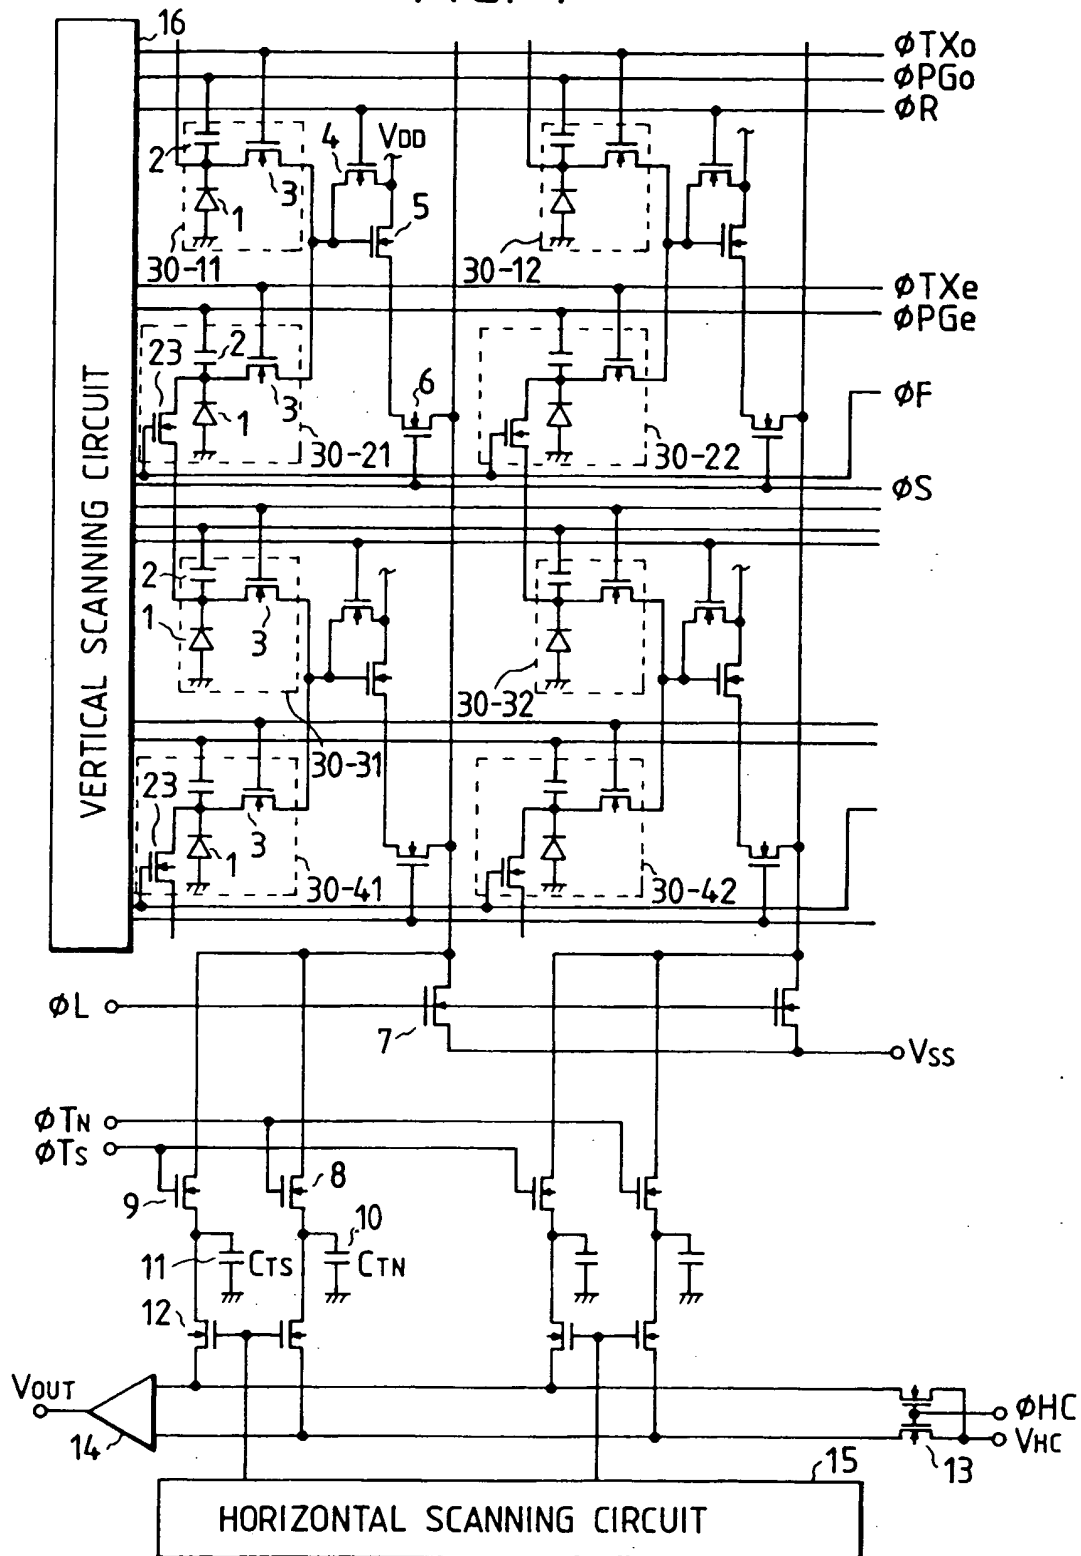 16
φTXo
φPGo
φR
2
3
1
4
VDD
5
30-11
30-12
φTXe
φPGe
23
2
3
1
6
φF
30-21
30-22
φS
VERTICAL SCANNING CIRCUIT
2
1
3
30-32
30-31
23
3
1
30-41
30-42
φL
7
VSS
φTN
φTS
9
8
11
CTS
10
CTN
12
VOUT
14
φHC
VHC
13
15
HORIZONTAL SCANNING CIRCUIT